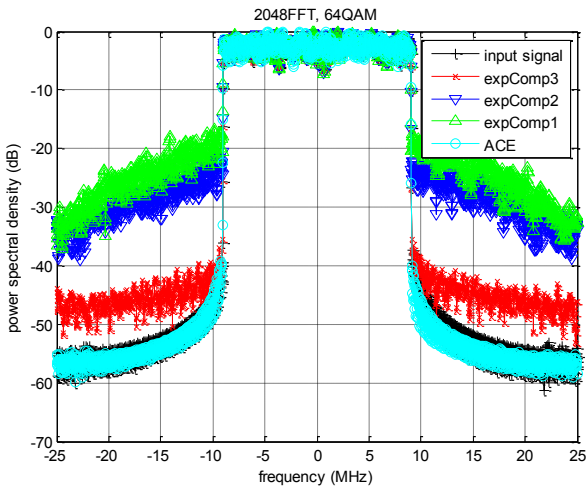 2048FFT, 64QAM
power spectral density (dB)
0
-10
-20
-30
-40
-50
-60
-70
input signal
expComp3
expComp2
expComp1
ACE
-25 -20 -15 -10 -5 0 5 10 15 20 25
frequency (MHz)